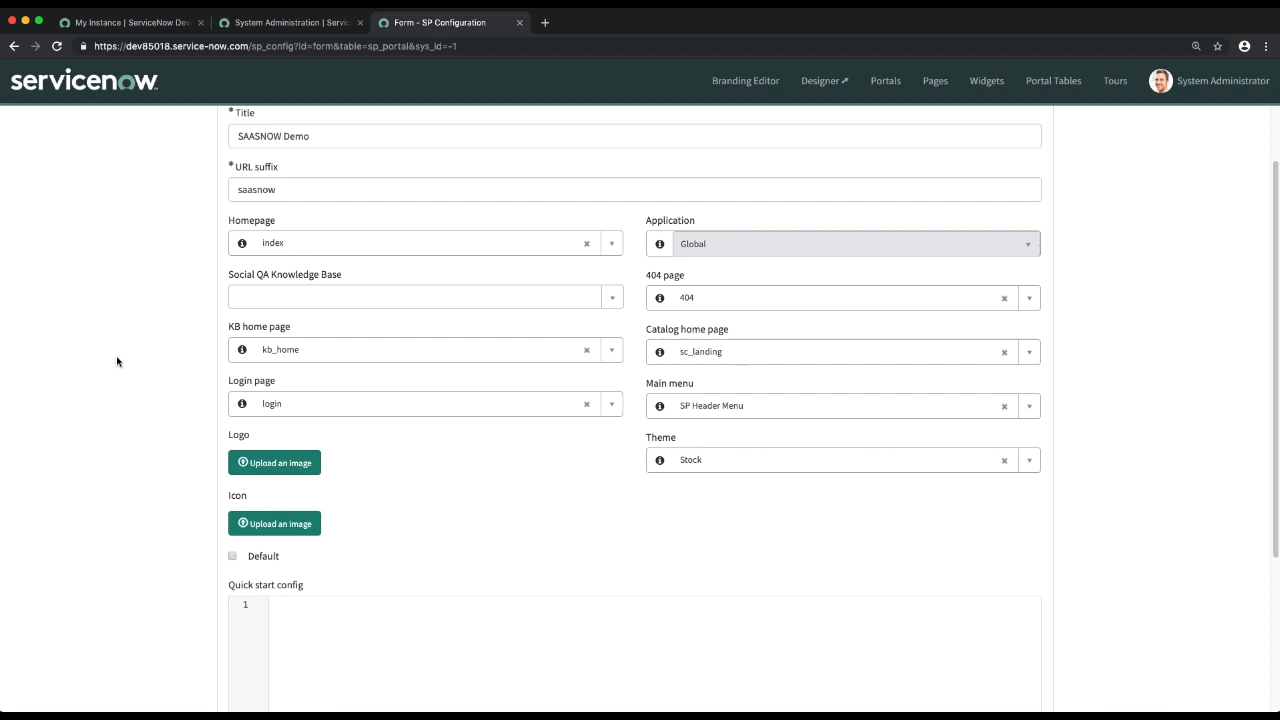 My Instance | ServiceNow Dev
System Administration | Servic
Form - SP Configuration
https://dev85018.service-now.com/sp_config?id=form&table=sp_portal&sys_id=-1
servicenow
Branding Editor
Designer
Portals
Pages
Widgets
Portal Tables
Tours
System Administrator
* Title
SAASNOW Demo
* URL suffix
saasnow
Homepage
index
Application
Global
Social QA Knowledge Base
404 page
404
KB home page
kb_home
Catalog home page
sc_landing
Login page
login
Main menu
SP Header Menu
Logo
Upload an image
Theme
Stock
Icon
Upload an image
Default
Quick start config
1